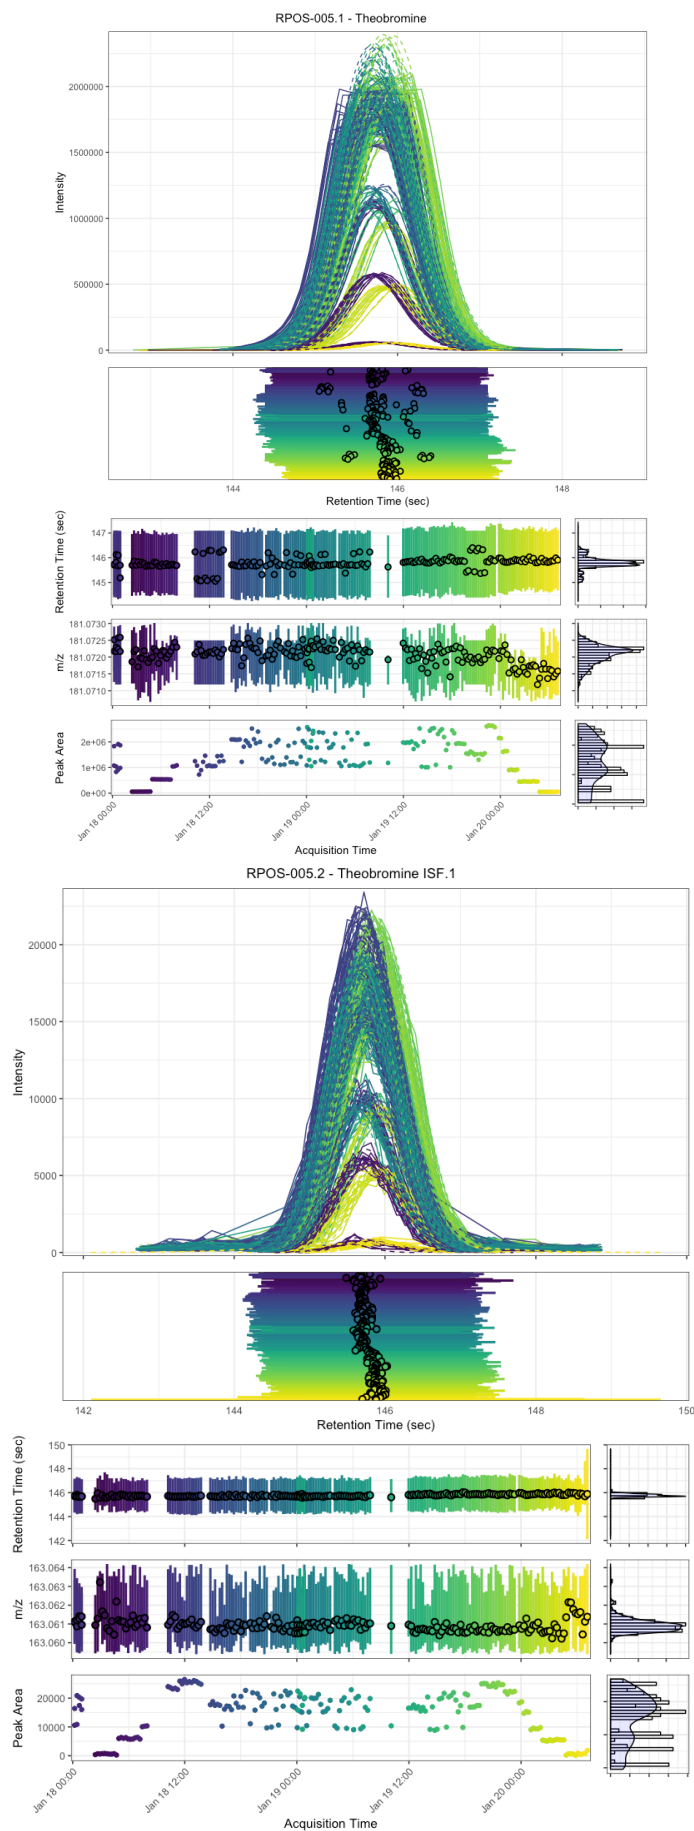 RPOS-005.1 - Theobromine
2000000
1500000
1000000
500000
0
Intensity
144 146 148
Retention Time (sec)
147
146
145
Retention Time (sec)
181.0730
181.0725
181.0720
181.0715
181.0710
m/z
2e+06
1e+06
0e+00
Peak Area
Jan 18 00:00
Jan 18 12:00
Jan 19 00:00
Jan 19 12:00
Jan 20 00:00
Acquisition Time
RPOS-005.2 - Theobromine ISF.1
20000
15000
10000
5000
0
Intensity
142 144 146 148 150
Retention Time (sec)
150
148
146
144
142
Retention Time (sec)
163.064
163.063
163.062
163.061
163.060
m/z
20000
10000
0
Peak Area
Jan 18 00:00
Jan 18 12:00
Jan 19 00:00
Jan 19 12:00
Jan 20 00:00
Acquisition Time